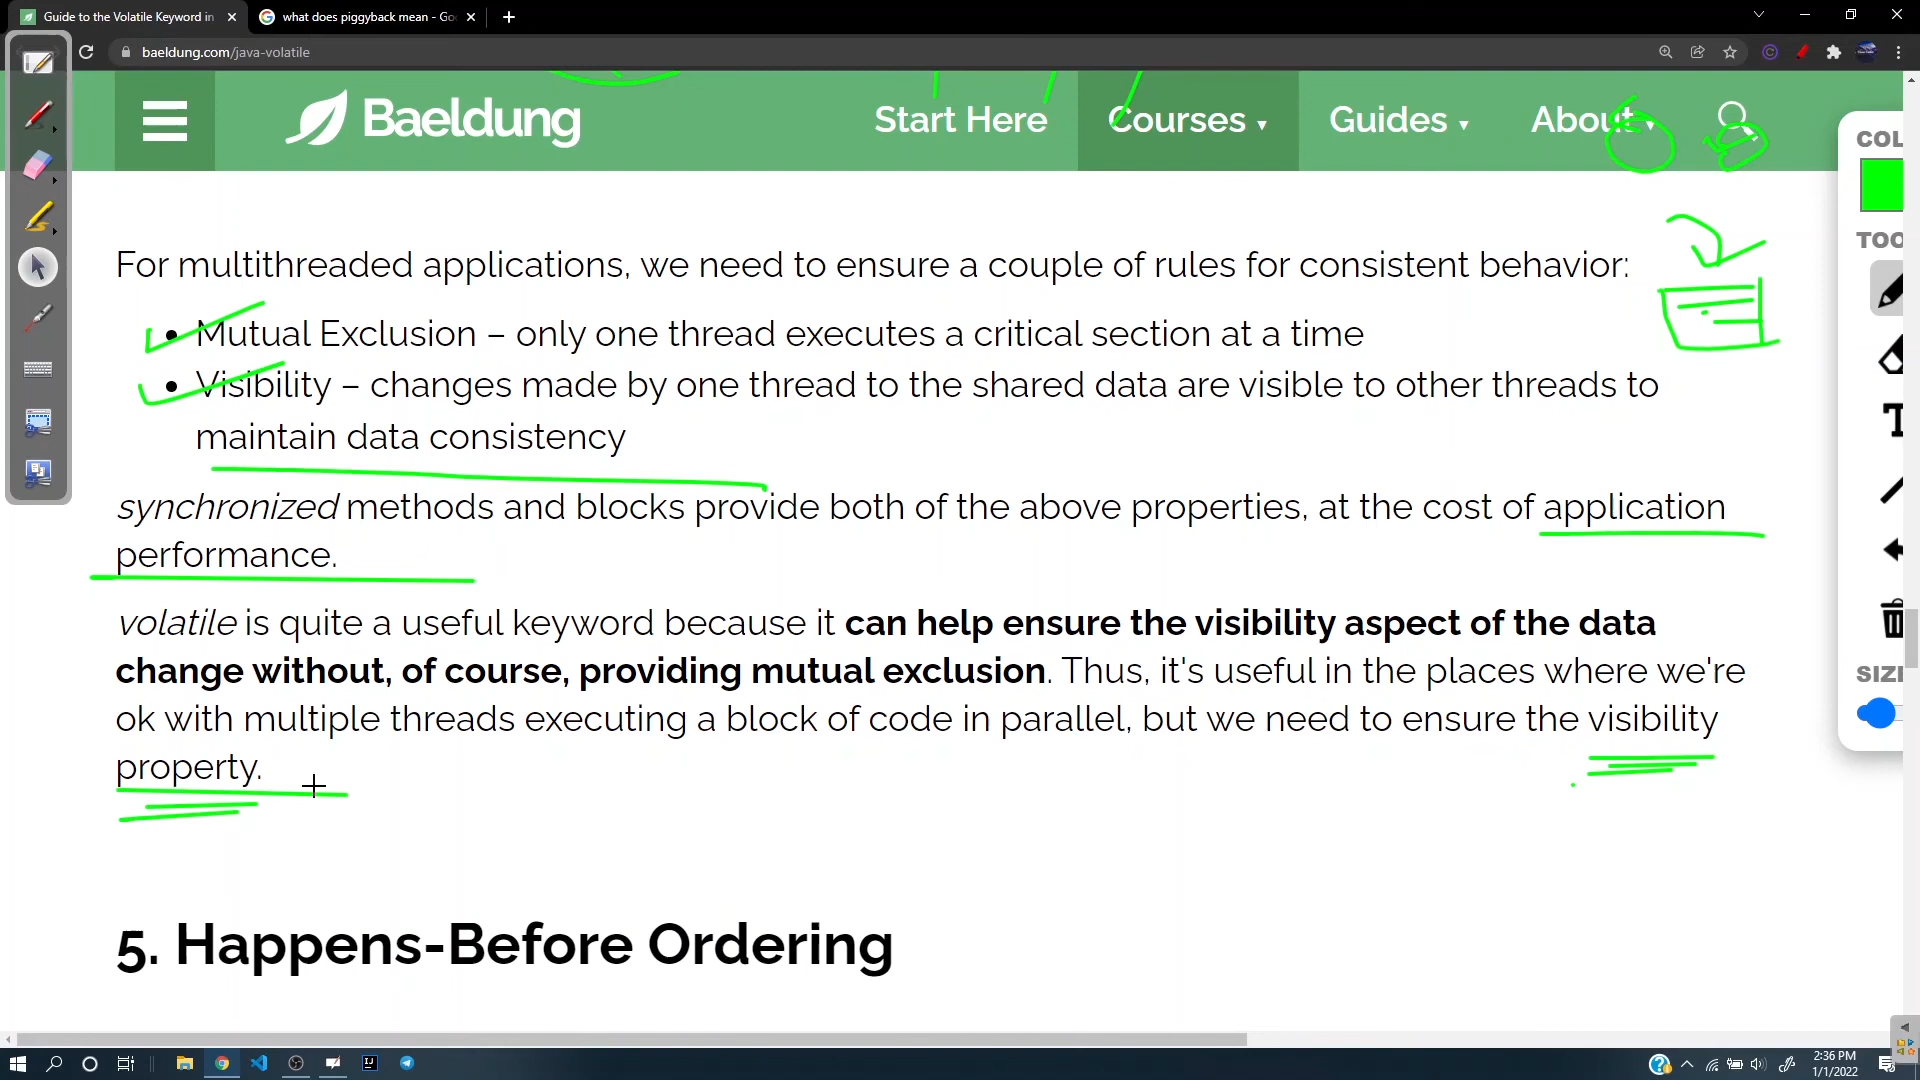 Guide to the Volatile Keyword in
what does piggyback mean - Go
baeldung.com/java-volatile
Baeldung
Start Here
Courses
Guides
About
COL
TOO
SIZE
For multithreaded applications, we need to ensure a couple of rules for consistent behavior:
• Mutual Exclusion – only one thread executes a critical section at a time
• Visibility – changes made by one thread to the shared data are visible to other threads to
maintain data consistency
synchronized methods and blocks provide both of the above properties, at the cost of application
performance.
volatile is quite a useful keyword because it can help ensure the visibility aspect of the data
change without, of course, providing mutual exclusion. Thus, it's useful in the places where we're
ok with multiple threads executing a block of code in parallel, but we need to ensure the visibility
property.
5. Happens-Before Ordering
2:36 PM
1/1/2022